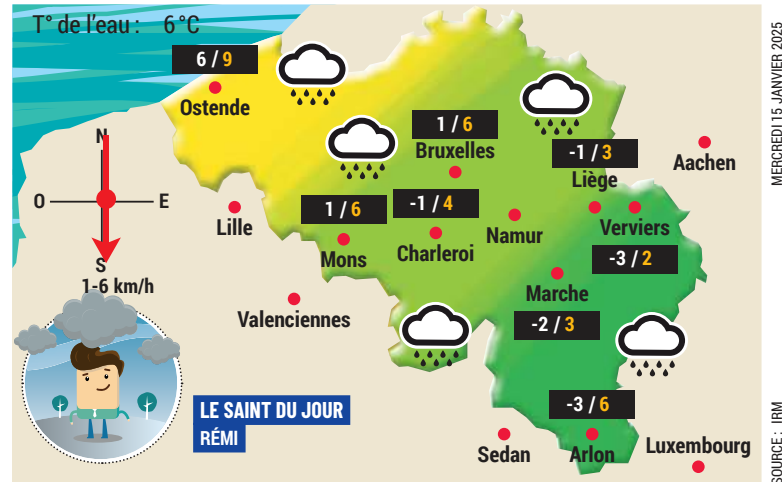 T° de l'eau : 6 °C
6 / 9
Ostende
1 / 6
Bruxelles
-1 / 3
Liège
Aachen
N
O
E
S
1-6 km/h
Lille
1 / 6
Mons
-1 / 4
Charleroi
Namur
Verviers
-3 / 2
Marche
-2 / 3
Valenciennes
LE SAINT DU JOUR
RÉMI
-3 / 6
Sedan
Arlon
Luxembourg
MERCREDI 15 JANVIER 2025
SOURCE : IRM